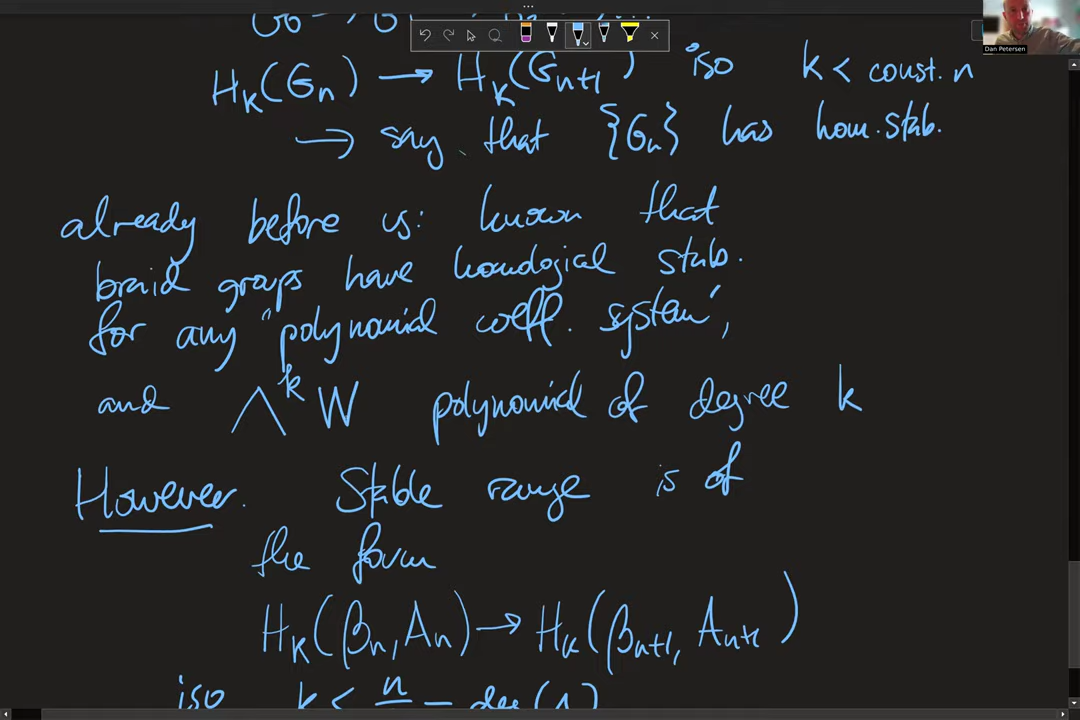 H_k(G_n) → H_k(G_{n+1}) iso k < const. n
→ say that {G_n} has hom. stab.
already before us: known that
braid groups have homological stab.
for any "polynomial coeff. system",
and Λ^k W polynomial of degree k
However. Stable range is of
the form
H_k(β_n, A_n) → H_k(β_{n+1}, A_{n+1})
iso k < n
Dan Petersen